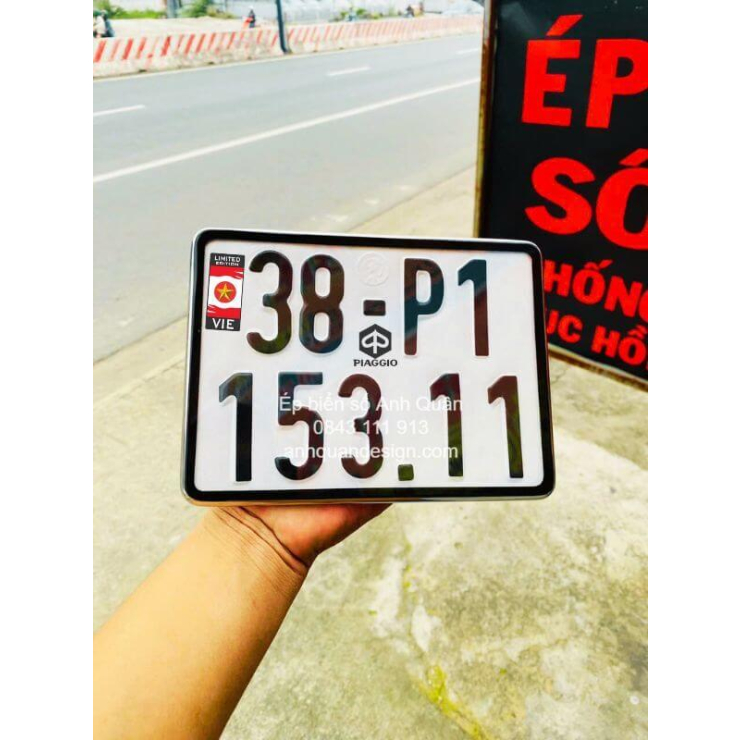 LIMITED
EDITION
VIE
38-P1
PIAGGIO
153.11
Ép biển số Anh Quân
0843 111 913
anhquandesign.com
ÉP
SỐ
HỐNG
ỤC HỒ